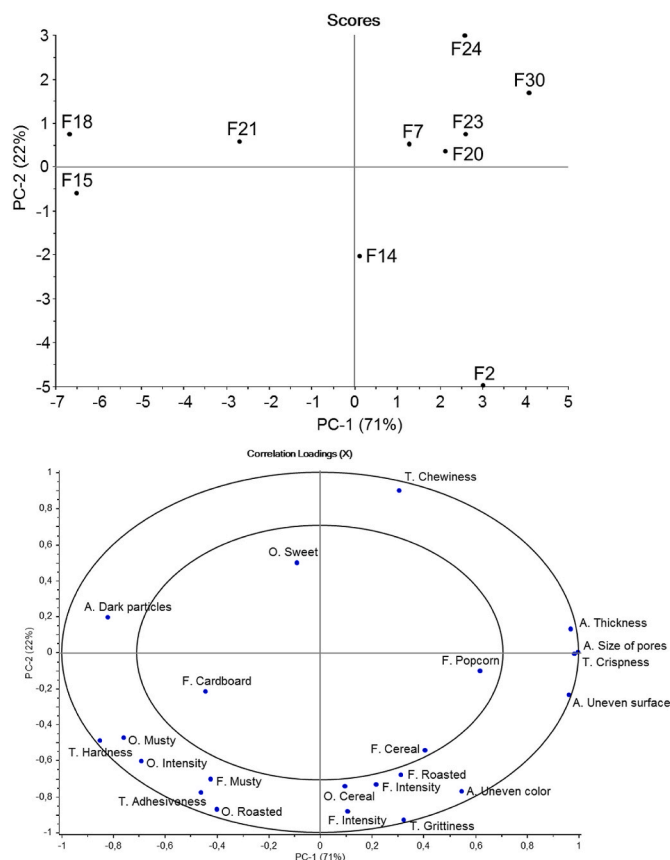 Scores
3
F24
2
F30
1
F18
F21
F7
F23
F20
0
F15
-1
-2
F14
-3
-4
-5
F2
PC-2 (22%)
-7 -6 -5 -4 -3 -2 -1 0 1 2 3 4 5
PC-1 (71%)
Correlation Loadings (X)
1
T. Chewiness
0,8
0,6
O. Sweet
0,4
0,2
A. Dark particles
A. Thickness
0
A. Size of pores
T. Crispness
F. Popcorn
-0,2
F. Cardboard
A. Uneven surface
-0,4
O. Musty
T. Hardness
F. Cereal
-0,6
O. Intensity
F. Musty
F. Roasted
F. Intensity
T. Adhesiveness
O. Cereal
A. Uneven color
-0,8
O. Roasted
F. Intensity
T. Grittiness
-1
PC-2 (22%)
-1 -0,8 -0,6 -0,4 -0,2 0 0,2 0,4 0,6 0,8 1
PC-1 (71%)